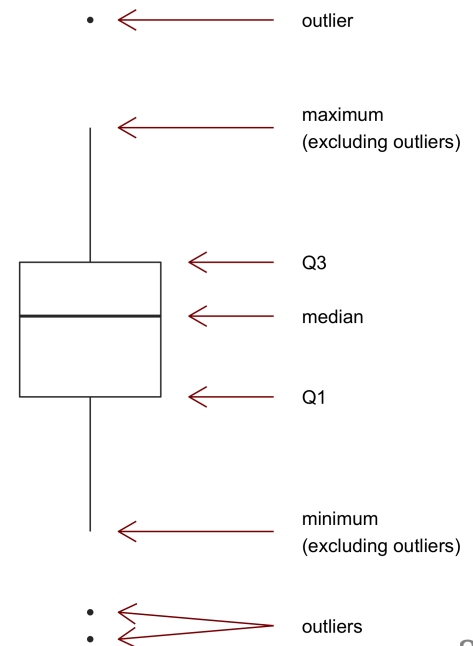 outlier
maximum
(excluding outliers)
Q3
median
Q1
minimum
(excluding outliers)
outliers